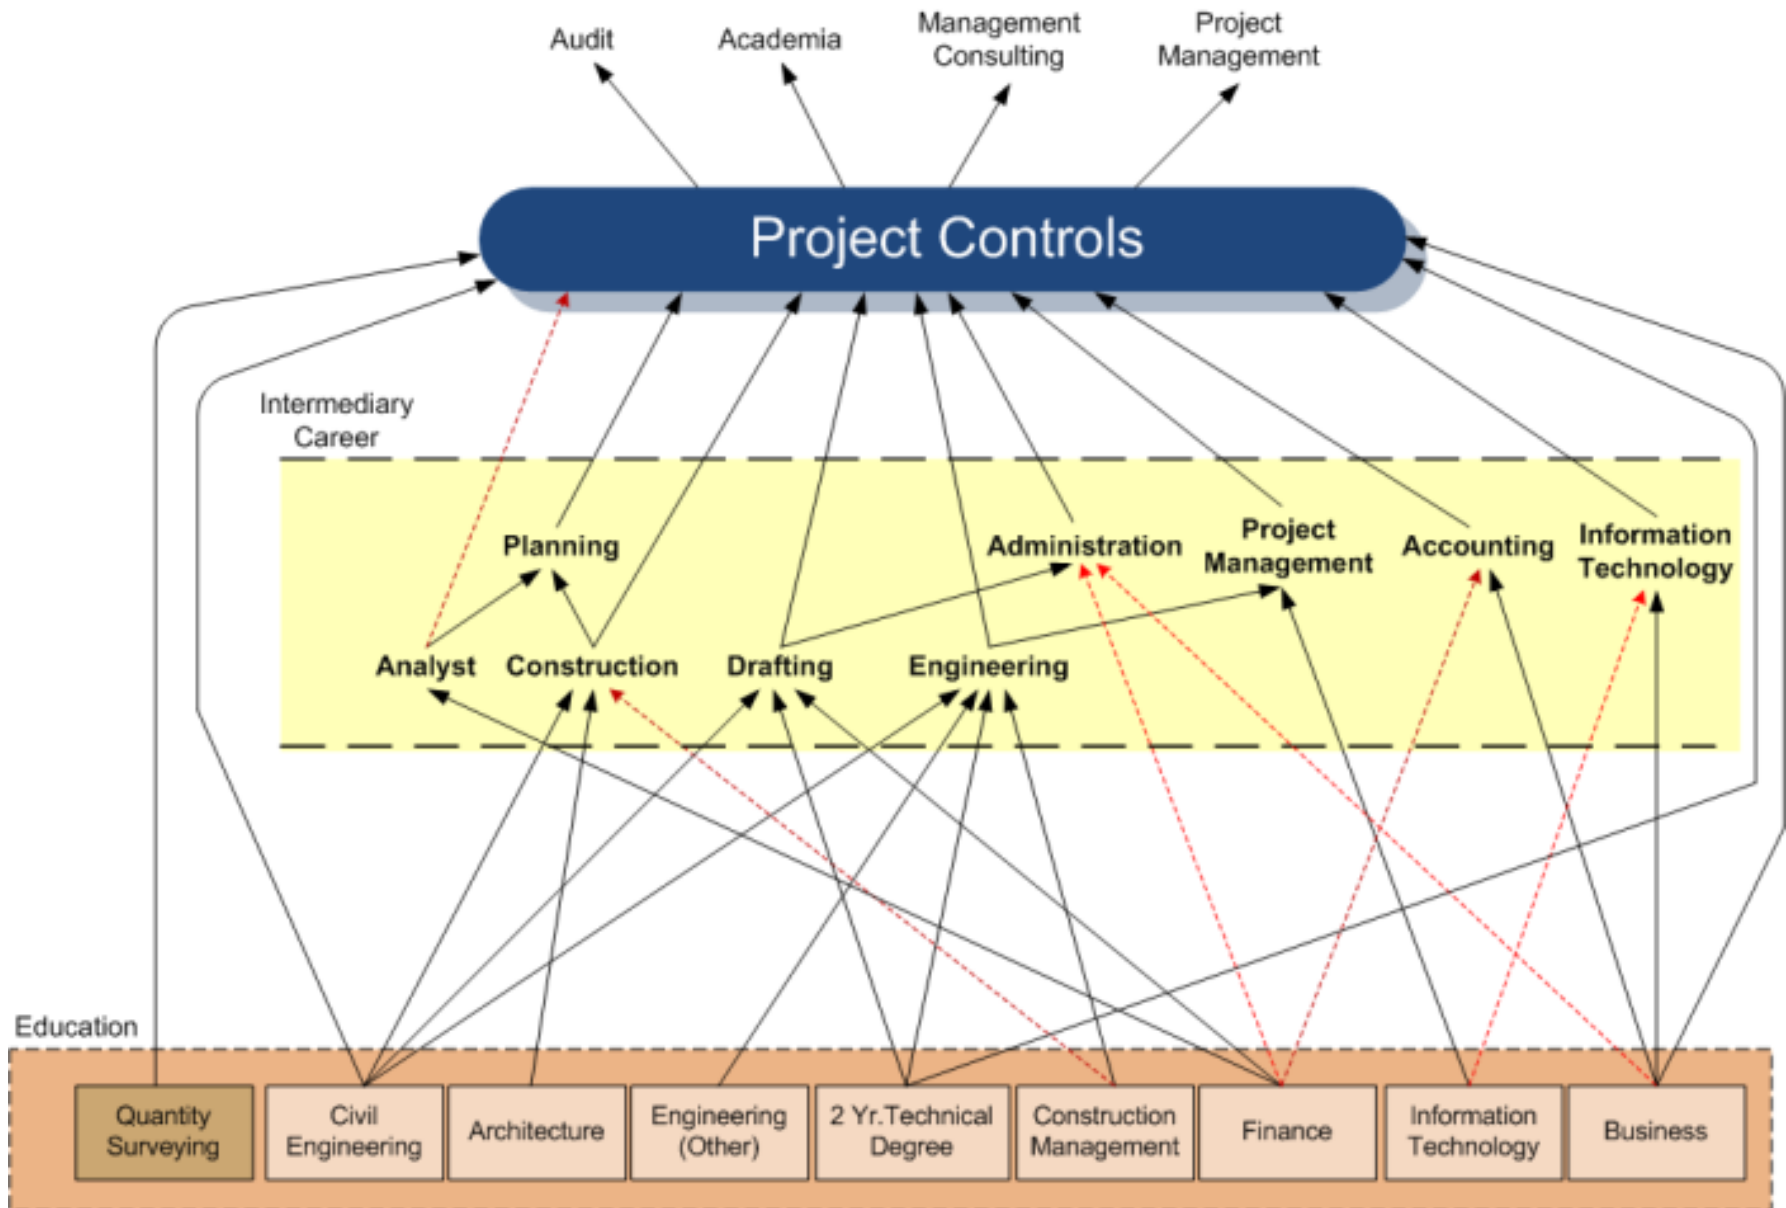 Audit
Academia
Management
Consulting
Project
Management
Project Controls
Intermediary
Career
Planning
Administration
Project
Management
Accounting
Information
Technology
Analyst
Construction
Drafting
Engineering
Education
Quantity
Surveying
Civil
Engineering
Architecture
Engineering
(Other)
2 Yr.Technical
Degree
Construction
Management
Finance
Information
Technology
Business